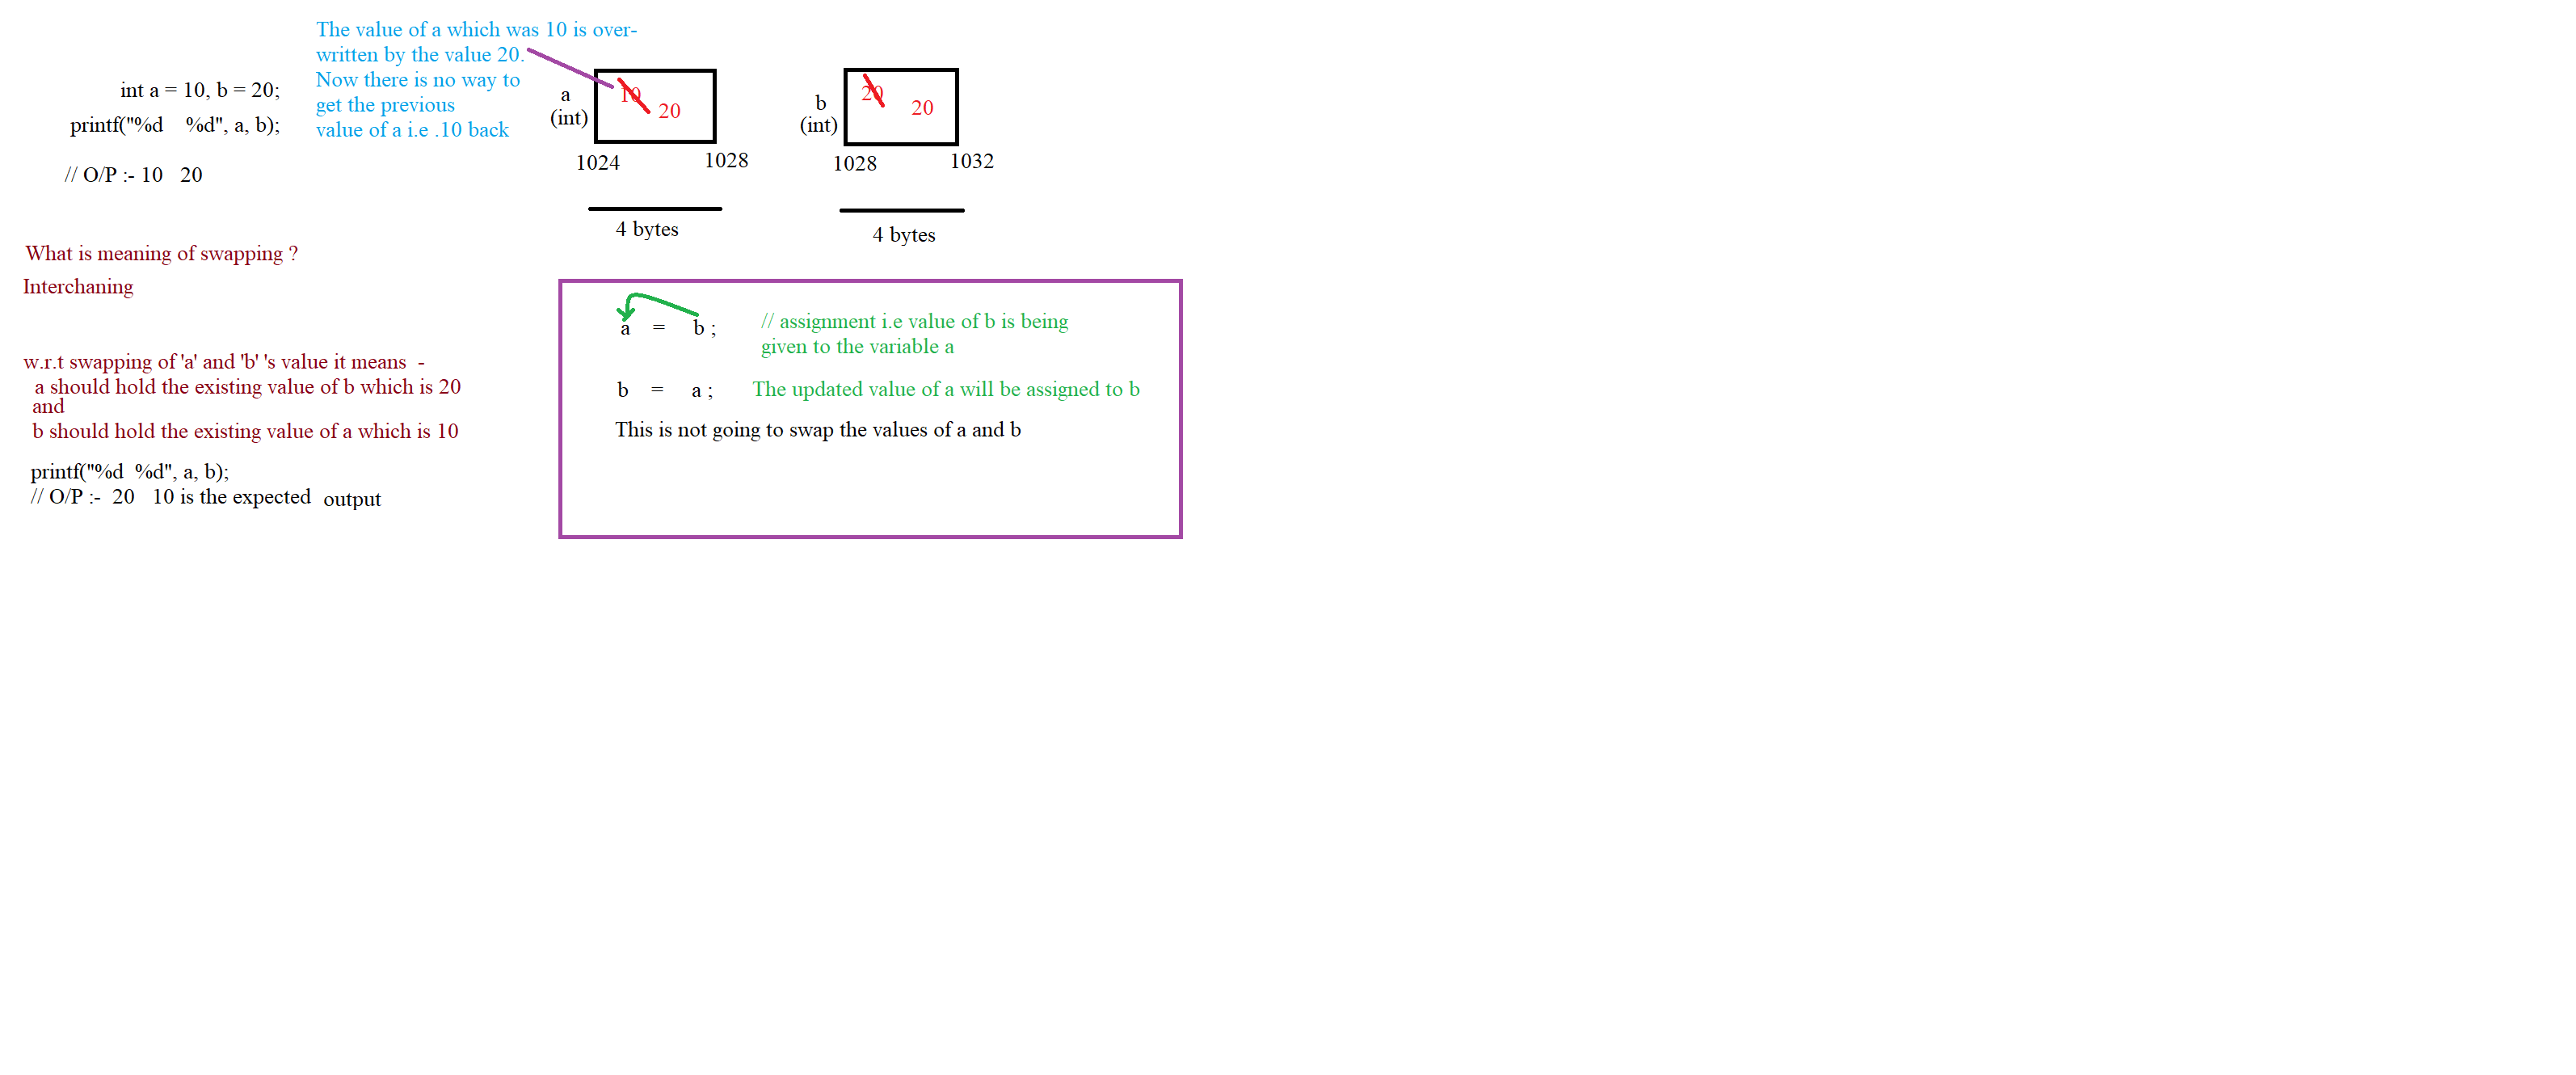 The value of a which was 10 is over-
written by the value 20.
Now there is no way to
get the previous
value of a i.e .10 back
int a = 10, b = 20;
printf("%d    %d", a, b);
// O/P :- 10   20
a
(int)
10
20
1024
1028
4 bytes
b
(int)
20
20
1028
1032
4 bytes
What is meaning of swapping ?
Interchaning
w.r.t swapping of 'a' and 'b' 's value it means  -
a should hold the existing value of b which is 20
and
b should hold the existing value of a which is 10
printf("%d  %d", a, b);
// O/P :-  20   10 is the expected  output
a   =   b ;
// assignment i.e value of b is being
given to the variable a
b   =   a ;
The updated value of a will be assigned to b
This is not going to swap the values of a and b